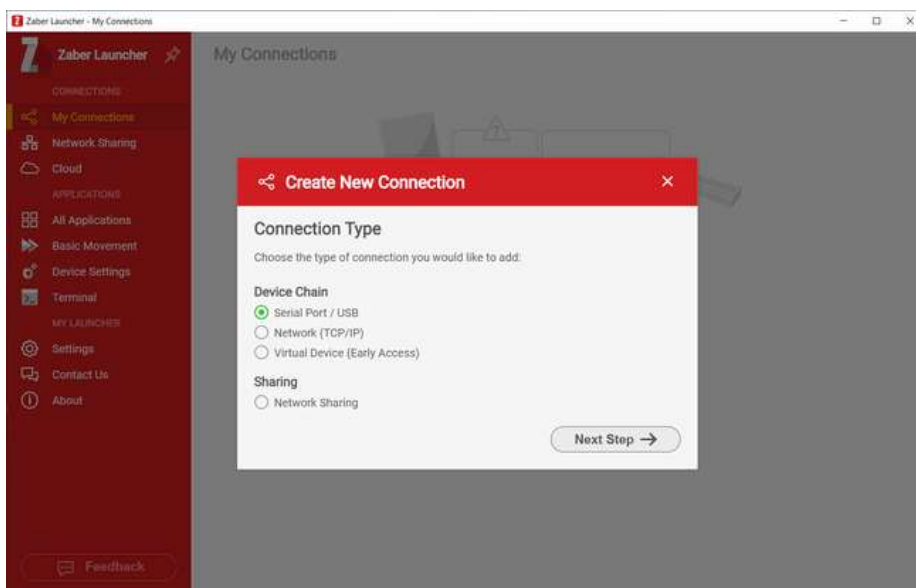 Zaber Launcher - My Connections
Zaber Launcher
My Connections
CONNECTIONS
My Connections
Network Sharing
Cloud
APPLICATIONS
All Applications
Basic Movement
Device Settings
Terminal
MY LAUNCHER
Settings
Contact Us
About
Feedback
Create New Connection
Connection Type
Choose the type of connection you would like to add:
Device Chain
Serial Port / USB
Network (TCP/IP)
Virtual Device (Early Access)
Sharing
Network Sharing
Next Step